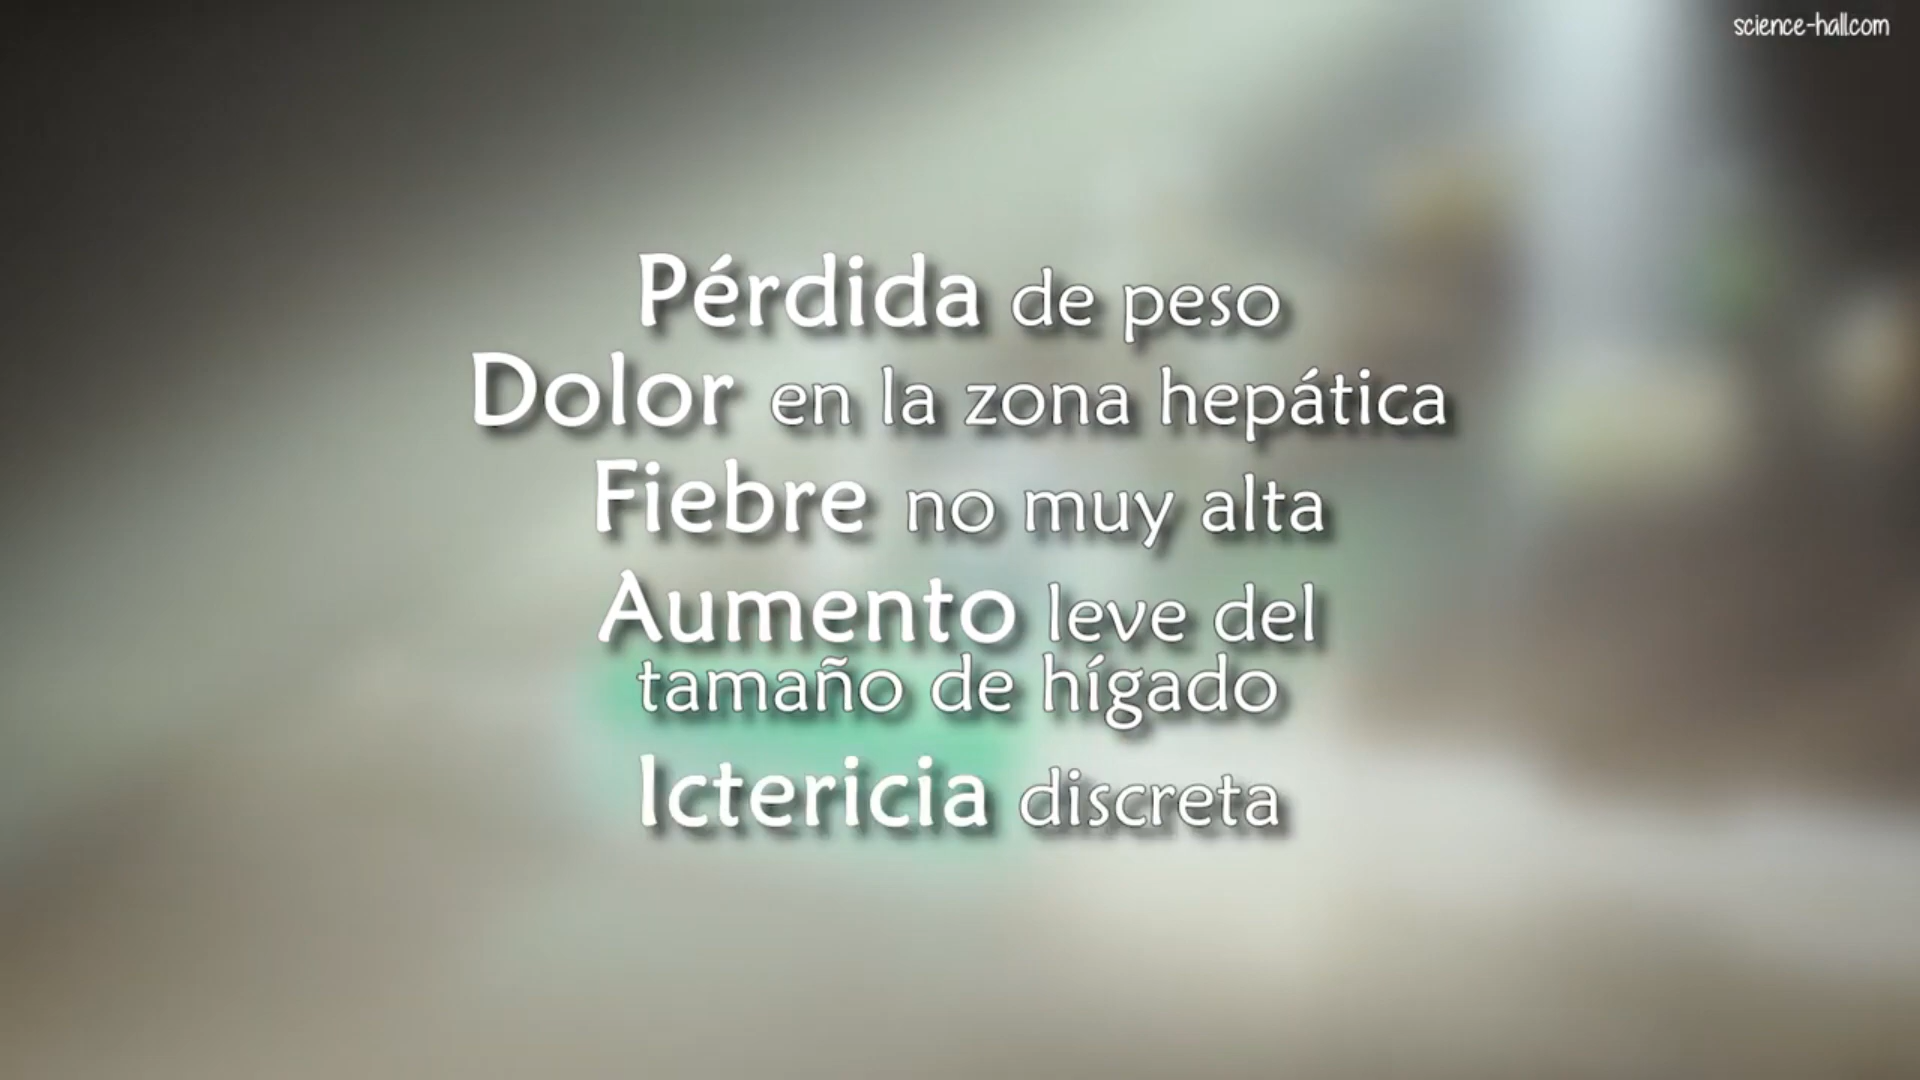 science-hall.com
Pérdida de peso
Dolor en la zona hepática
Fiebre no muy alta
Aumento leve del
tamaño de hígado
Ictericia discreta